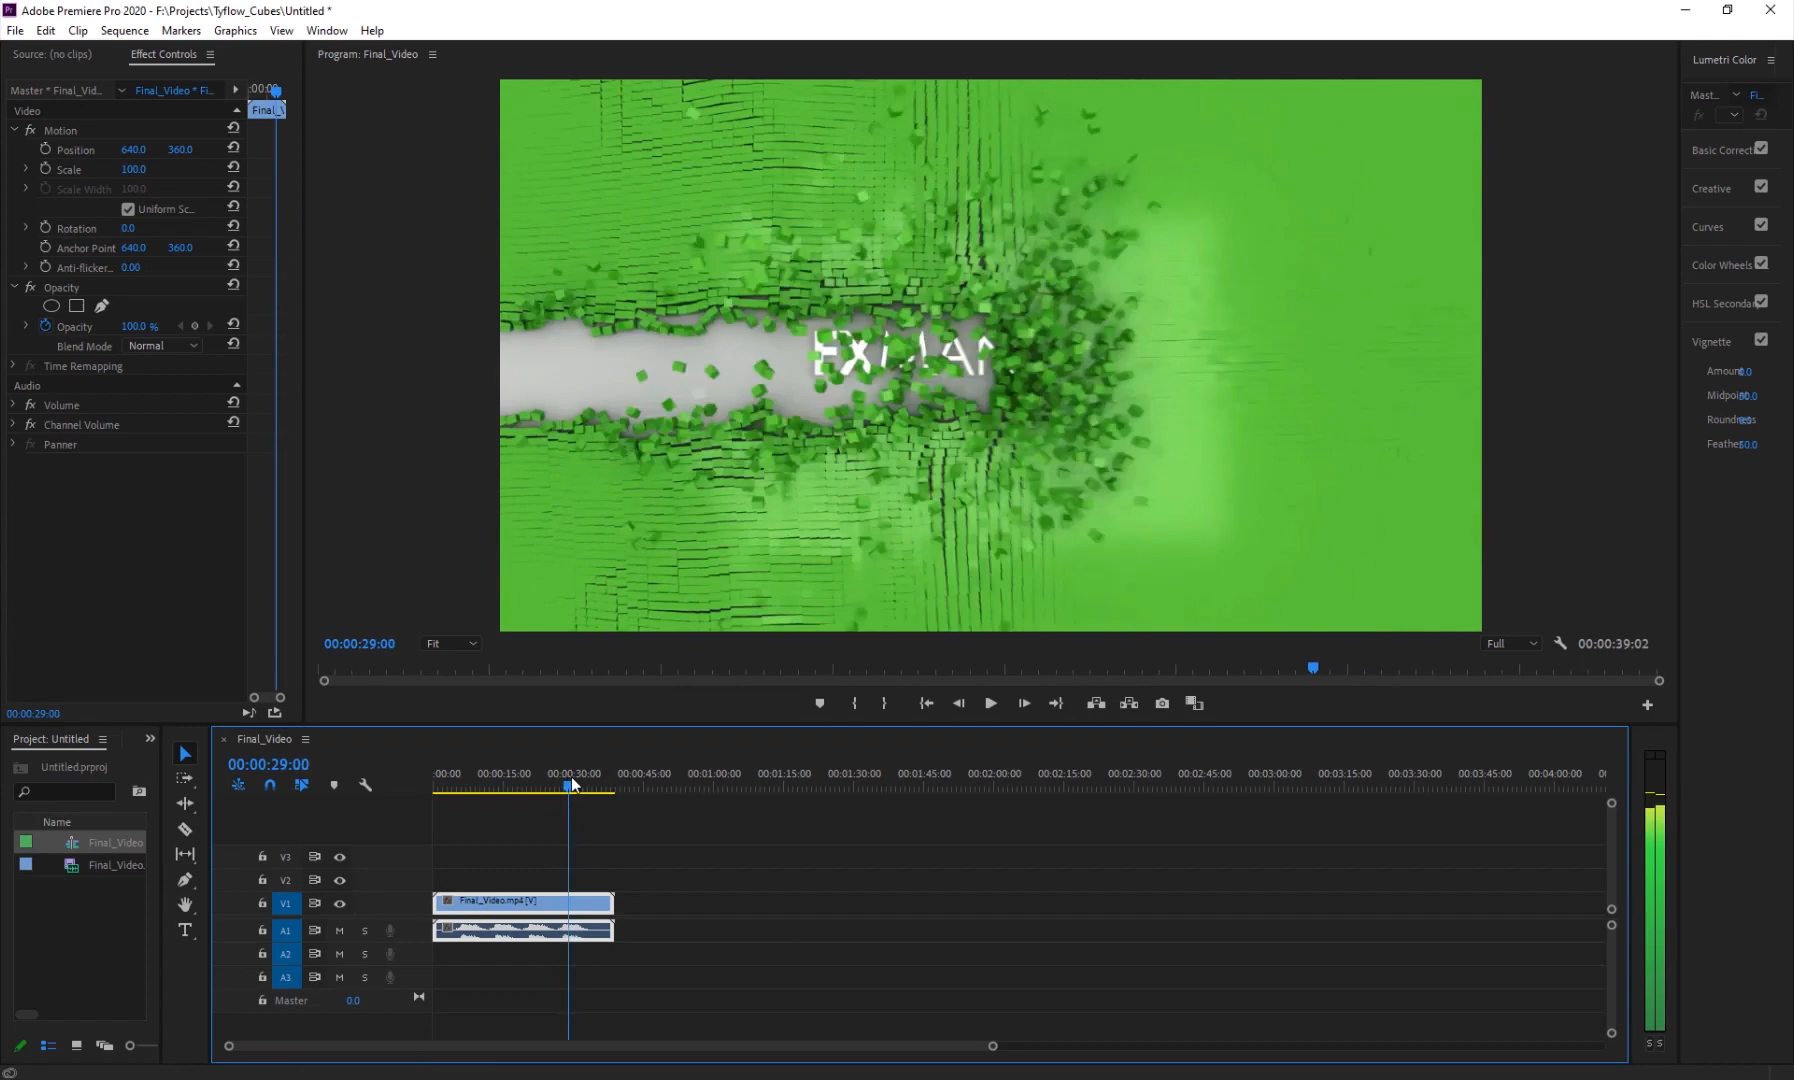 Adobe Premiere Pro 2020 - F:\Projects\Tyflow_Cubes\Untitled *
File Edit Clip Sequence Markers Graphics View Window Help
Source: (no clips) Effect Controls
Master * Final_Vid... Final_Video * Fi...
:00:00
Final_V
Video
fx Motion
Position 640.0 360.0
Scale 100.0
Scale Width 100.0
Uniform Sc...
Rotation 0.0
Anchor Point 640.0 360.0
Anti-flicker... 0.00
fx Opacity
Opacity 100.0 %
Blend Mode Normal
fx Time Remapping
Audio
fx Volume
fx Channel Volume
fx Panner
00:00:29:00
Program: Final_Video
00:00:29:00 Fit Full 00:00:39:02
Lumetri Color
Mast... Fi...
fx
Basic Correct
Creative
Curves
Color Wheels
HSL Secondar
Vignette
Amount 0.0
Midpoint 50.0
Roundness 0.0
Feather 50.0
Project: Untitled
Untitled.prproj
Name
Final_Video
Final_Video.
Final_Video
00:00:29:00
:00:00 00:00:15:00 00:00:30:00 00:00:45:00 00:01:00:00 00:01:15:00 00:01:30:00 00:01:45:00 00:02:00:00 00:02:15:00 00:02:30:00 00:02:45:00 00:03:00:00 00:03:15:00 00:03:30:00 00:03:45:00 00:04:00:00
V3
V2
V1
Final_Video.mp4 [V]
A1 M S
A2 M S
A3 M S
Master 0.0
S S